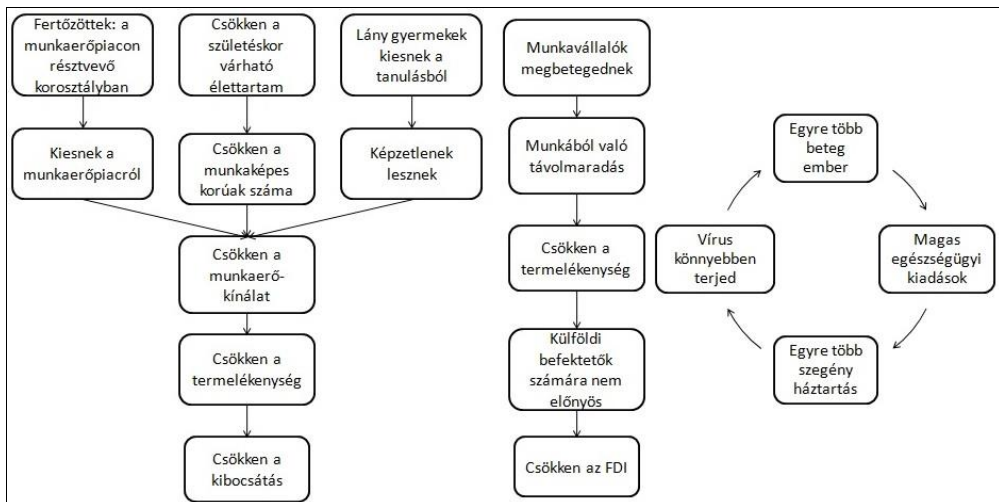 Fertőzöttek: a
munkaerőpiacon
résztvevő
korosztályban
Csökken a
születéskor
várható
élettartam
Lány gyermekek
kiesnek a
tanulásból
Munkavállalók
megbetegednek
Kiesnek a
munkaerőpiacról
Csökken a
munkaképes
korúak száma
Képzetlenek
lesznek
Munkából való
távolmaradás
Egyre több
beteg
ember
Csökken a
munkaerő-
kínálat
Csökken a
termelékenység
Vírus
könnyebben
terjed
Magas
egészségügyi
kiadások
Csökken a
termelékenység
Külföldi
befektetők
számára nem
előnyös
Egyre több
szegény
háztartás
Csökken a
kibocsátás
Csökken az FDI